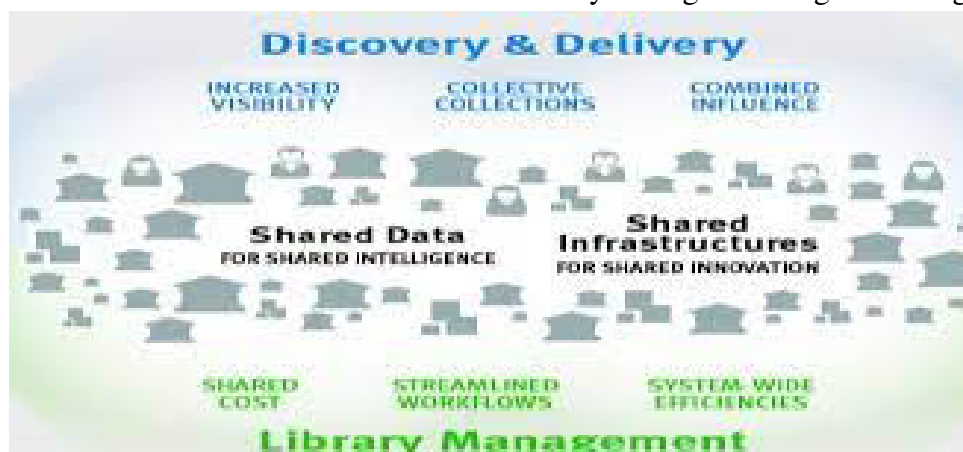 Discovery & Delivery
INCREASED
VISIBILITY
COLLECTIVE
COLLECTIONS
COMBINED
INFLUENCE
Shared Data
FOR SHARED INTELLIGENCE
Shared
Infrastructures
FOR SHARED INNOVATION
SHARED
COST
STREAMLINED
WORKFLOWS
SYSTEM-WIDE
EFFICIENCIES
Library Management